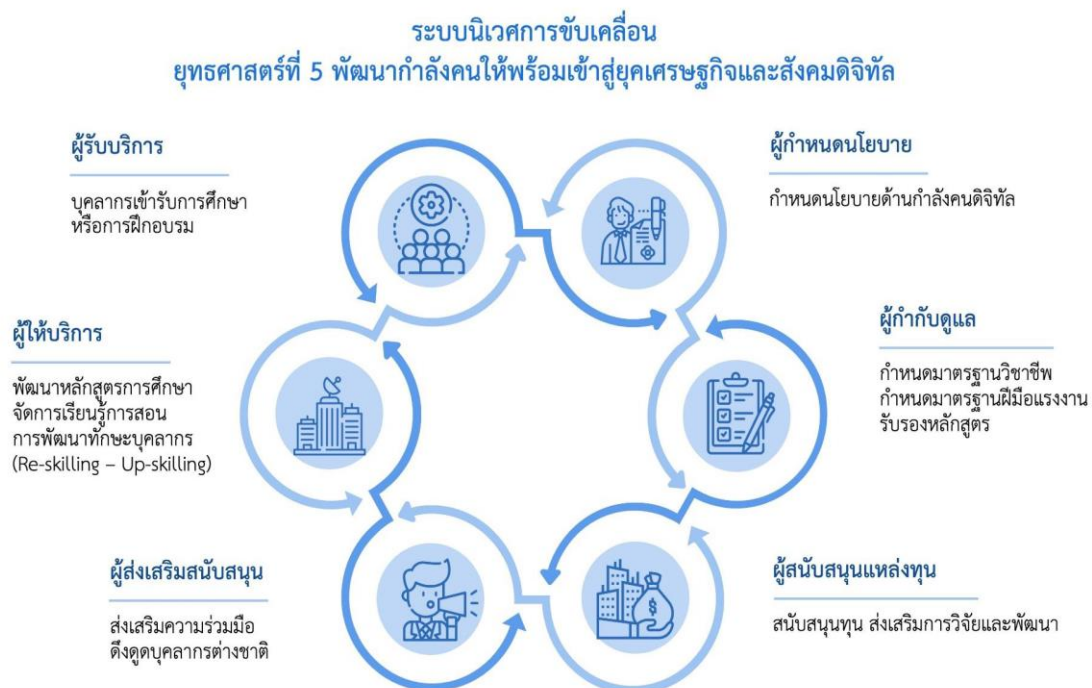 ระบบนิเวศการขับเคลื่อน
ยุทธศาสตร์ที่ 5 พัฒนากำลังคนให้พร้อมเข้าสู่ยุคเศรษฐกิจและสังคมดิจิทัล
ผู้รับบริการ
บุคลากรเข้ารับการศึกษา
หรือการฝึกอบรม
ผู้กำหนดนโยบาย
กำหนดนโยบายด้านกำลังคนดิจิทัล
ผู้ให้บริการ
พัฒนาหลักสูตรการศึกษา
จัดการเรียนรู้การสอน
การพัฒนาทักษะบุคลากร
(Re-skilling – Up-skilling)
ผู้กำกับดูแล
กำหนดมาตรฐานวิชาชีพ
กำหนดมาตรฐานฝีมือแรงงาน
รับรองหลักสูตร
ผู้ส่งเสริมสนับสนุน
ส่งเสริมความร่วมมือ
ดึงดูดบุคลากรต่างชาติ
ผู้สนับสนุนแหล่งทุน
สนับสนุนทุน ส่งเสริมการวิจัยและพัฒนา
$